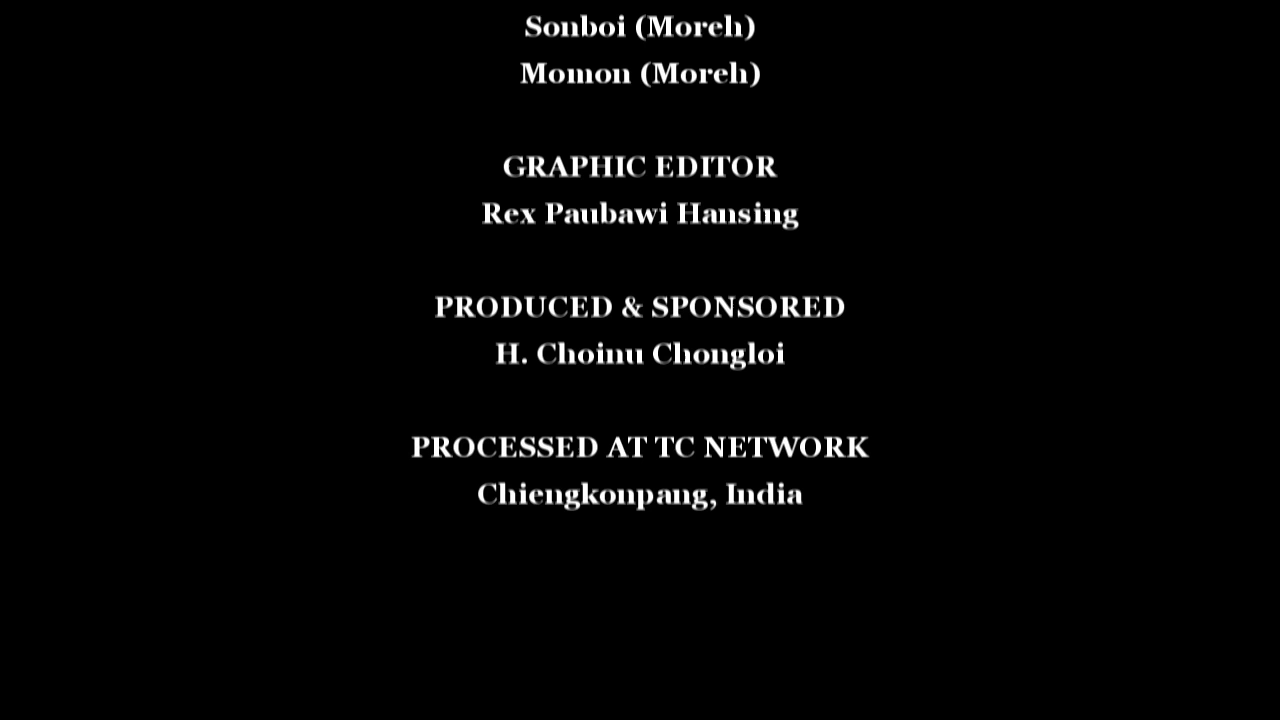 Sonboi (Moreh)
Momon (Moreh)
GRAPHIC EDITOR
Rex Paubawi Hansing
PRODUCED & SPONSORED
H. Choinu Chongloi
PROCESSED AT TC NETWORK
Chiengkonpang, India